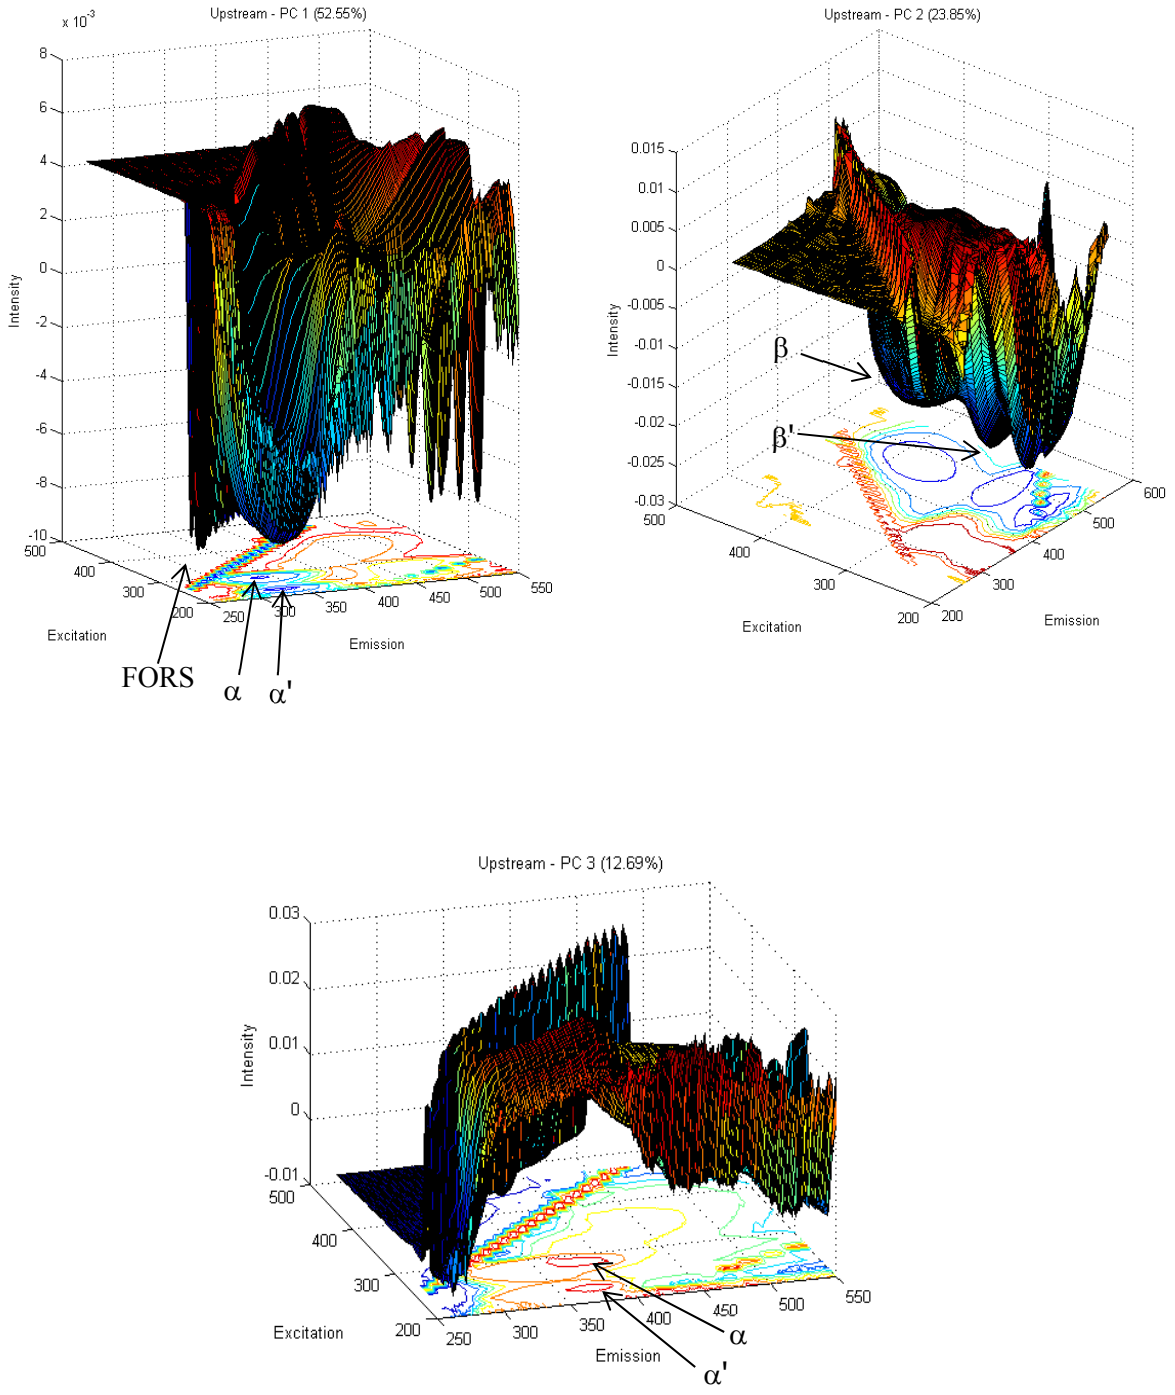 Upstream - PC 1 (52.55%)
x 10⁻³
8
6
4
2
0
-2
-4
-6
-8
-10
Intensity
500
400
300
200
Excitation
250
300
350
400
450
500
550
Emission
FORS
α
α'
Upstream - PC 2 (23.85%)
0.015
0.01
0.005
0
-0.005
-0.01
-0.015
-0.02
-0.025
-0.03
Intensity
β
β'
500
400
300
200
Excitation
200
300
400
500
600
Emission
Upstream - PC 3 (12.69%)
0.03
0.02
0.01
0
-0.01
Intensity
500
400
300
200
Excitation
250
300
350
400
450
500
550
Emission
α
α'